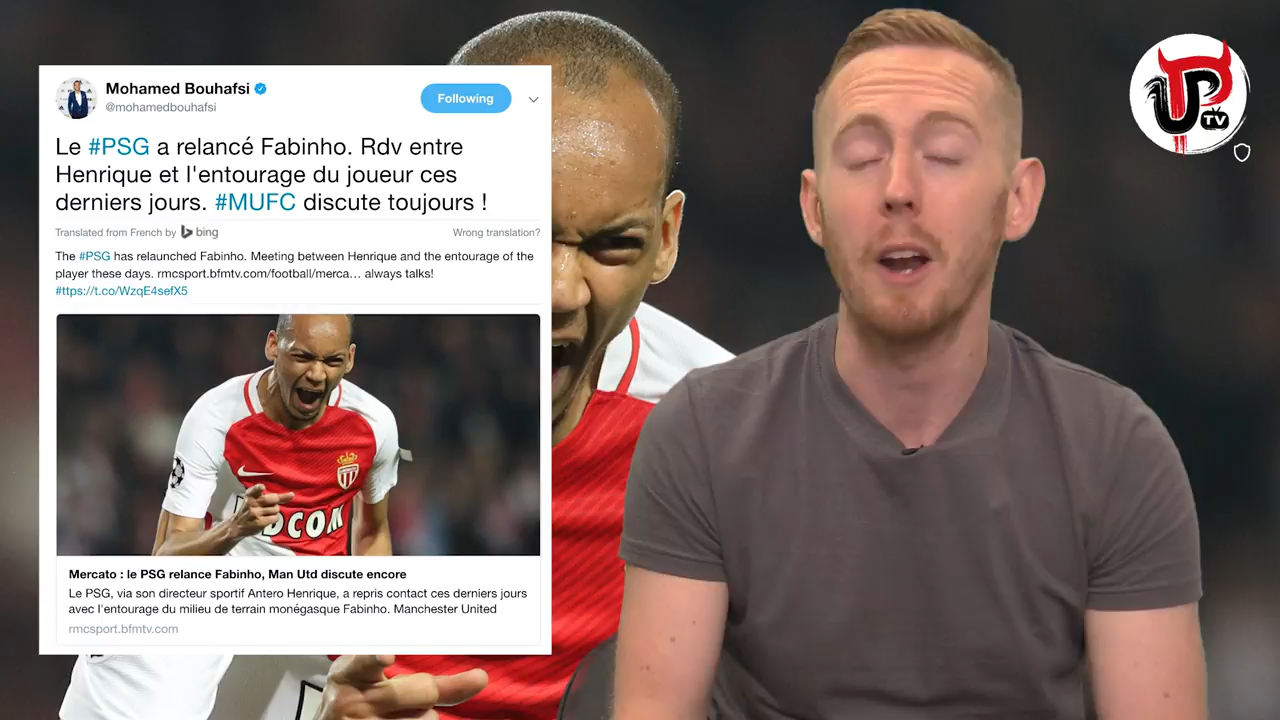 Mohamed Bouhafsi
@mohamedbouhafsi
Following
Le #PSG a relancé Fabinho. Rdv entre
Henrique et l'entourage du joueur ces
derniers jours. #MUFC discute toujours !
Translated from French by bing
Wrong translation?
The #PSG has relaunched Fabinho. Meeting between Henrique and the entourage of the
player these days. rmcsport.bfmtv.com/football/merca… always talks!
#ttps://t.co/WzqE4sefX5
Mercato : le PSG relance Fabinho, Man Utd discute encore
Le PSG, via son directeur sportif Antero Henrique, a repris contact ces derniers jours
avec l'entourage du milieu de terrain monégasque Fabinho. Manchester United
rmcsport.bfmtv.com
UP
TV